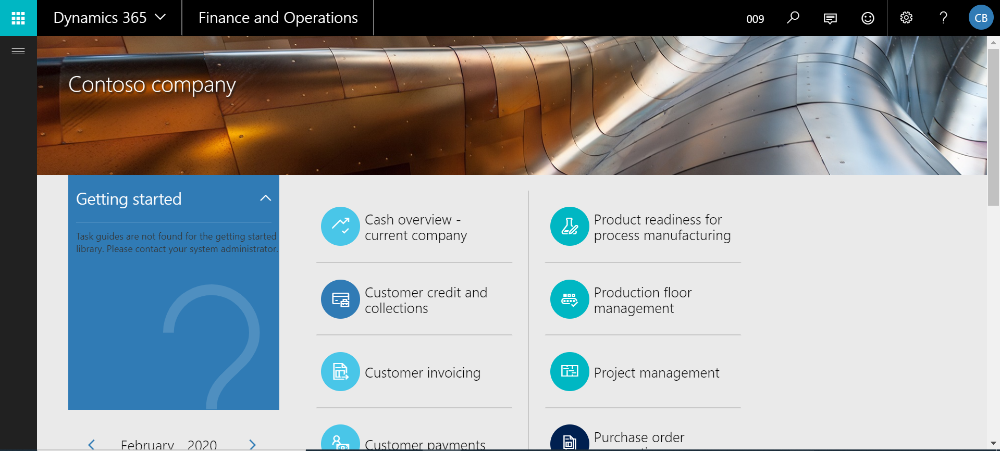 Dynamics 365
Finance and Operations
009
CB
Contoso company
Getting started
Task guides are not found for the getting started
library. Please contact your system administrator.
February 2020
Cash overview -
current company
Customer credit and
collections
Customer invoicing
Customer payments
Product readiness for
process manufacturing
Production floor
management
Project management
Purchase order